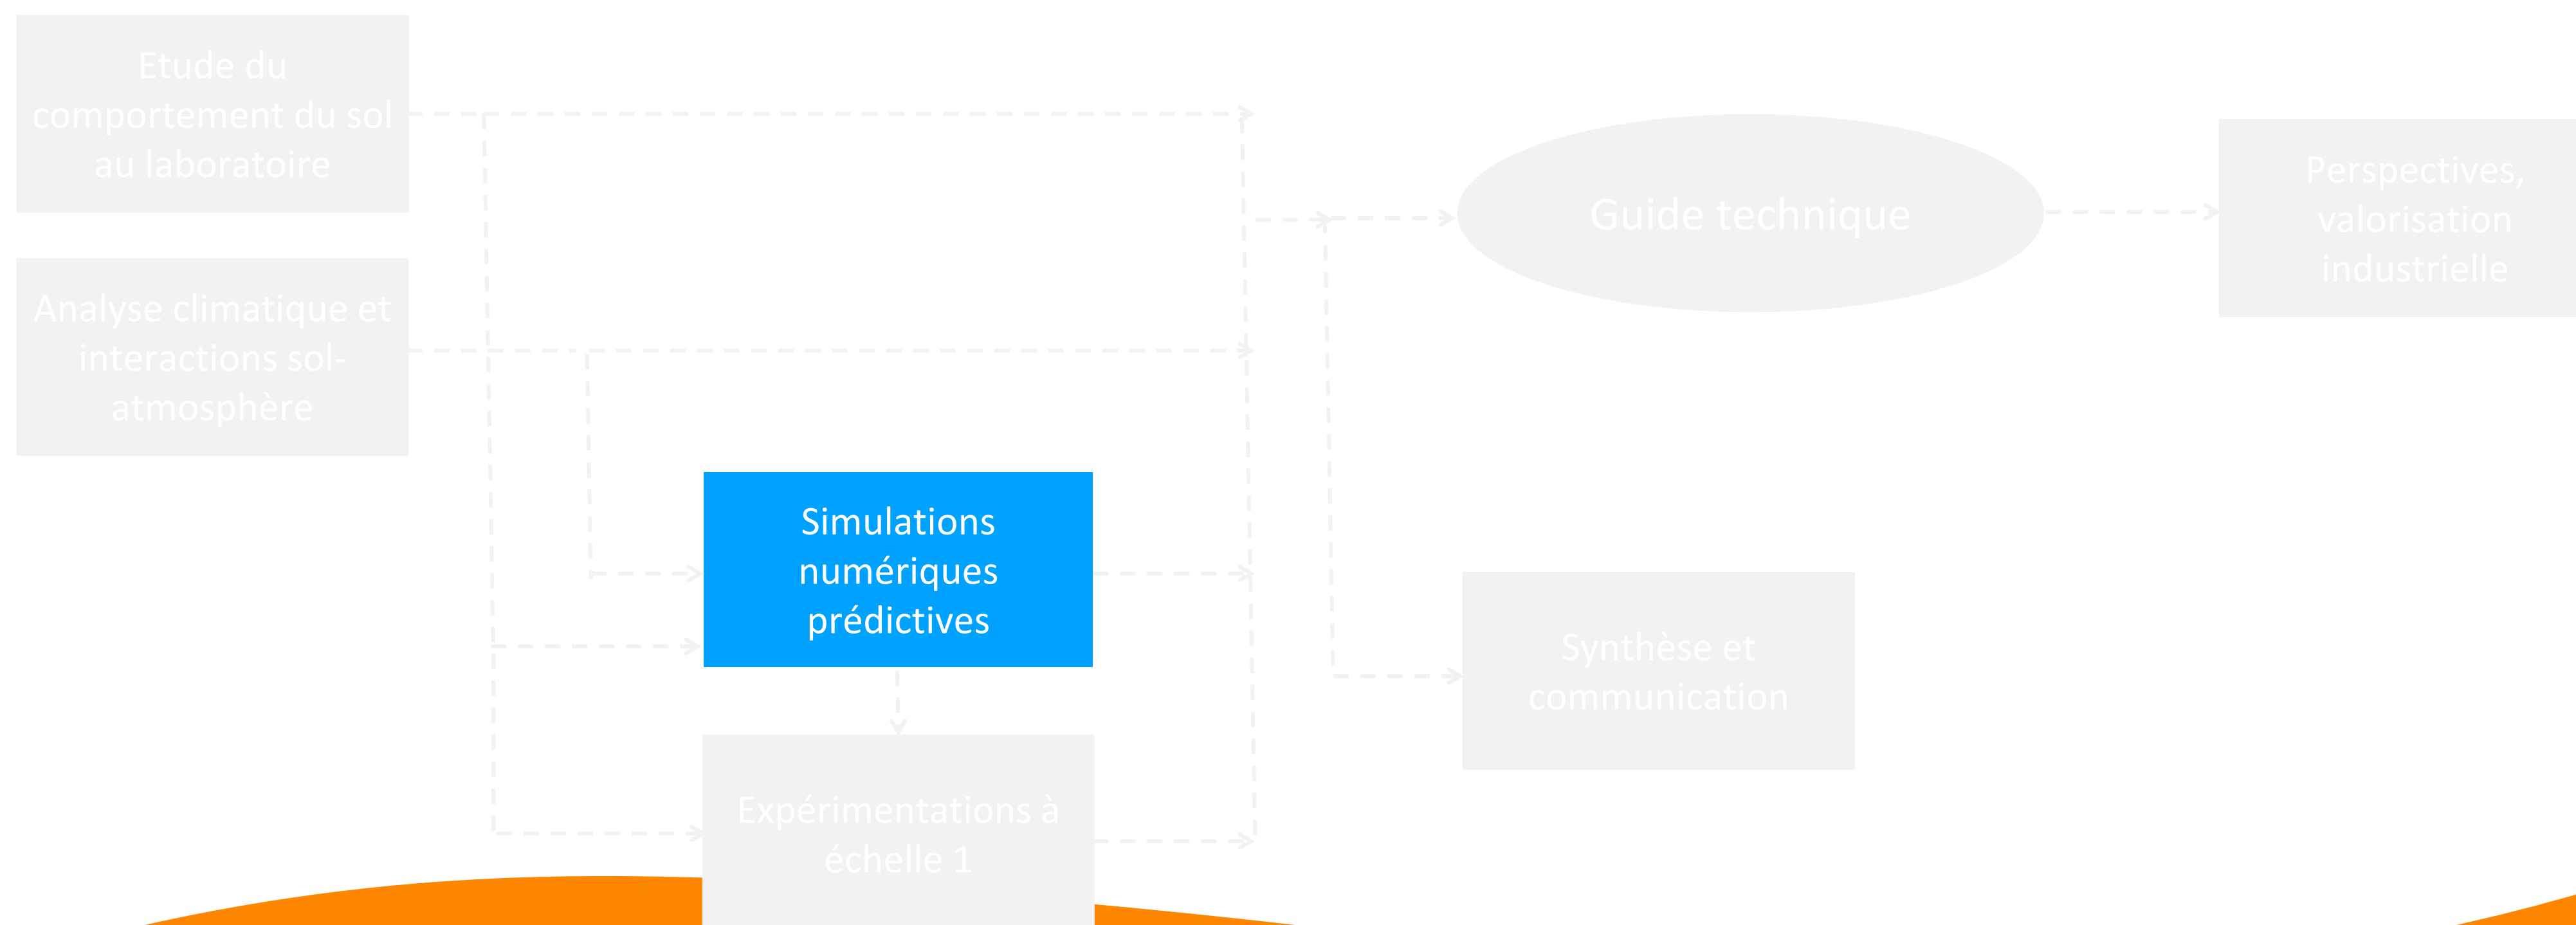 Etude du
comportement du sol
au laboratoire
Analyse climatique et
interactions sol-
atmosphère
Simulations
numériques
prédictives
Expérimentations à
échelle 1
Guide technique
Synthèse et
communication
Perspectives,
valorisation
industrielle